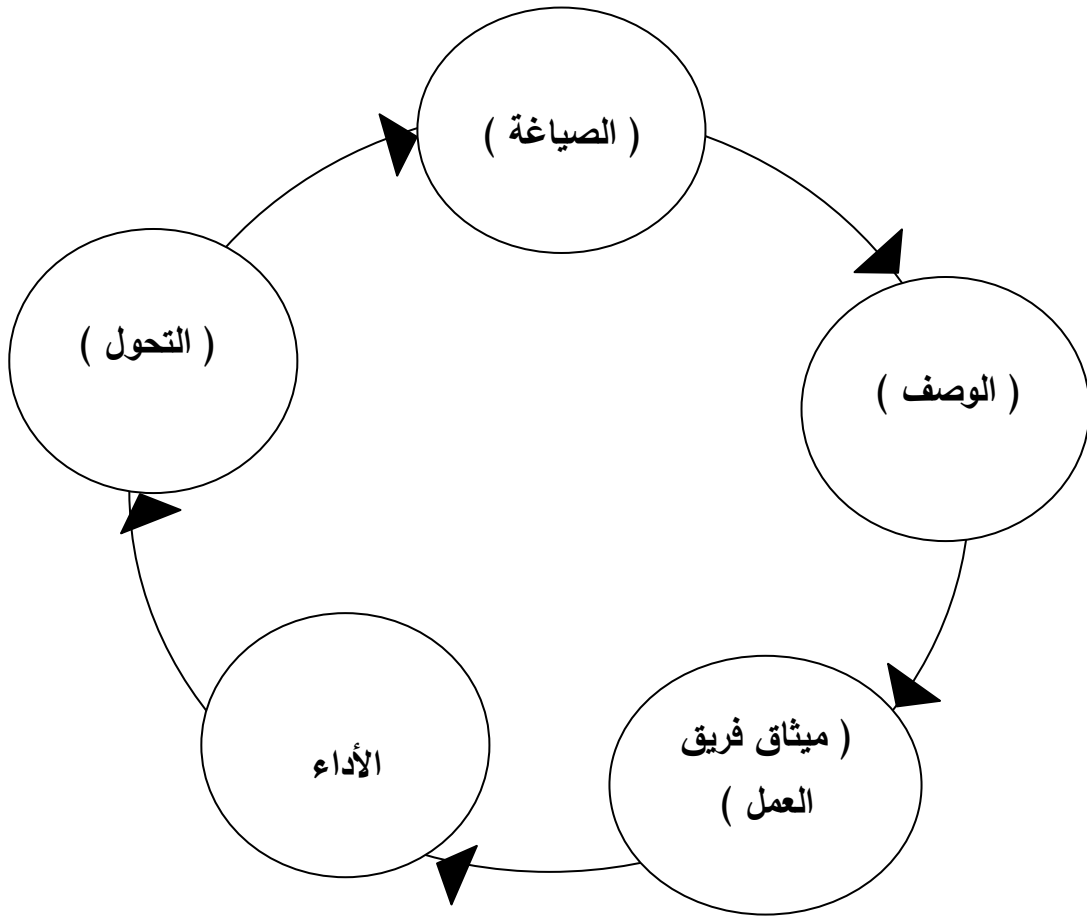 ( الصياغة )
( الوصف )
( ميثاق فريق
العمل )
الأداء
( التحول )